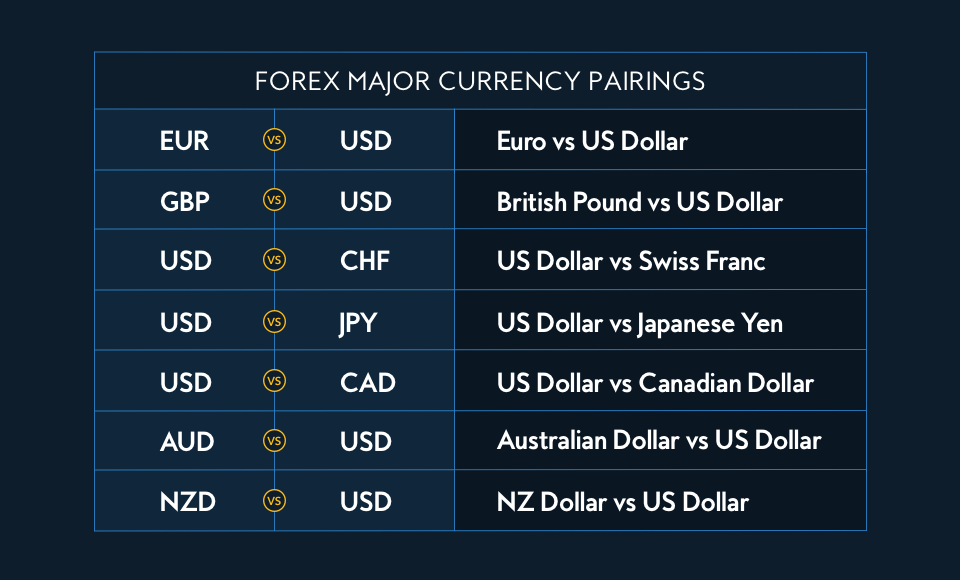 FOREX MAJOR CURRENCY PAIRINGS
EUR VS USD Euro vs US Dollar
GBP VS USD British Pound vs US Dollar
USD VS CHF US Dollar vs Swiss Franc
USD VS JPY US Dollar vs Japanese Yen
USD VS CAD US Dollar vs Canadian Dollar
AUD VS USD Australian Dollar vs US Dollar
NZD VS USD NZ Dollar vs US Dollar